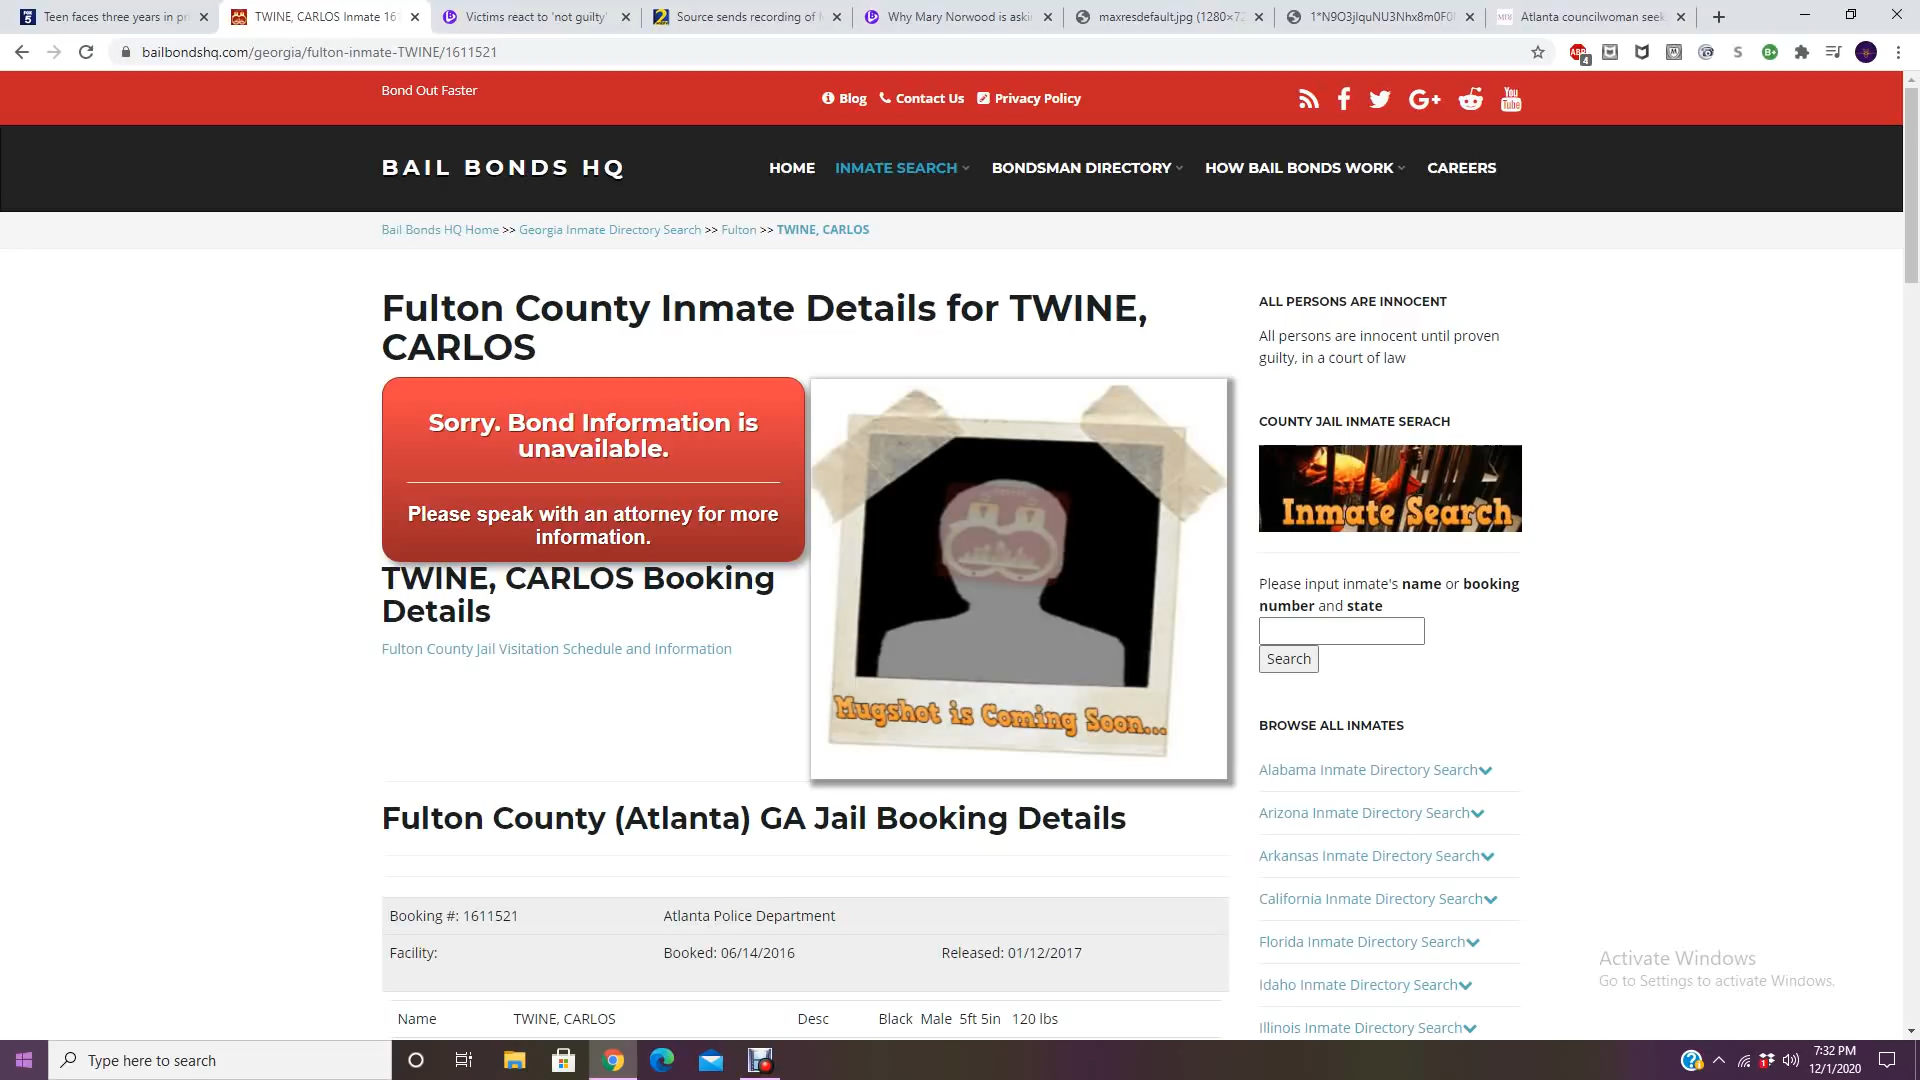 Teen faces three years in pri
TWINE, CARLOS Inmate 161
Victims react to 'not guilty'
Source sends recording of
Why Mary Norwood is aski
maxresdefault.jpg (1280×72
1*N9O3jlquNU3Nhx8m0F0
Atlanta councilwoman seek
bailbondshq.com/georgia/fulton-inmate-TWINE/1611521
Bond Out Faster
Blog Contact Us Privacy Policy
You Tube
BAIL BONDS HQ
HOME INMATE SEARCH BONDSMAN DIRECTORY HOW BAIL BONDS WORK CAREERS
Bail Bonds HQ Home >> Georgia Inmate Directory Search >> Fulton >> TWINE, CARLOS
Fulton County Inmate Details for TWINE,
CARLOS
Sorry. Bond Information is
unavailable.
Please speak with an attorney for more
information.
TWINE, CARLOS Booking
Details
Fulton County Jail Visitation Schedule and Information
Mugshot is Coming Soon...
Fulton County (Atlanta) GA Jail Booking Details
Booking #: 1611521 Atlanta Police Department
Facility: Booked: 06/14/2016 Released: 01/12/2017
Name TWINE, CARLOS Desc Black Male 5ft 5in 120 lbs
ALL PERSONS ARE INNOCENT
All persons are innocent until proven
guilty, in a court of law
COUNTY JAIL INMATE SERACH
Inmate Search
Please input inmate's name or booking
number and state
Search
BROWSE ALL INMATES
Alabama Inmate Directory Search
Arizona Inmate Directory Search
Arkansas Inmate Directory Search
California Inmate Directory Search
Florida Inmate Directory Search
Idaho Inmate Directory Search
Illinois Inmate Directory Search
Activate Windows
Go to Settings to activate Windows.
Type here to search
7:32 PM
12/1/2020